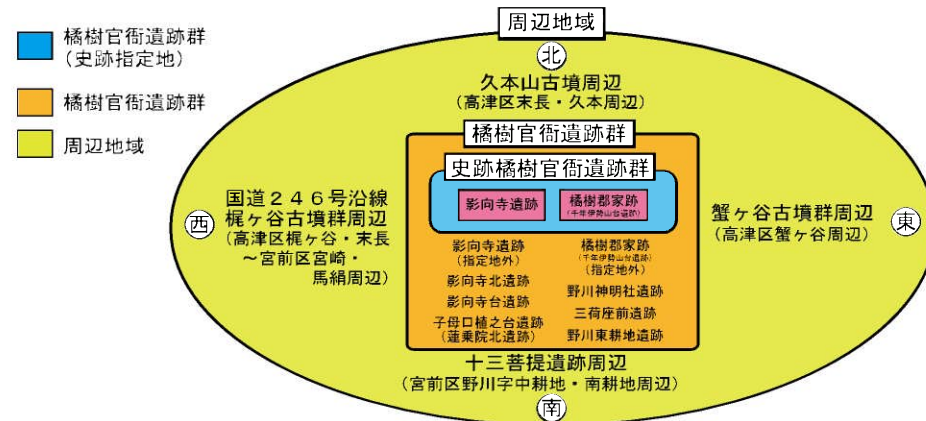 橘樹官衙遺跡群
(史跡指定地)
橘樹官衙遺跡群
周辺地域
周辺地域
北
久本山古墳周辺
(高津区末長・久本周辺)
橘樹官衙遺跡群
史跡橘樹官衙遺跡群
影向寺遺跡
橘樹郡家跡
(千年伊勢山台遺跡)
西
国道246号沿線
梶ヶ谷古墳群周辺
(高津区梶ヶ谷・末長
～宮前区宮崎・
馬絹周辺)
影向寺遺跡
(指定地外)
影向寺北遺跡
影向寺台遺跡
子母口植之台遺跡
(蓮乗院北遺跡)
橘樹郡家跡
(千年伊勢山台遺跡)
(指定地外)
野川神明社遺跡
三荷座前遺跡
野川東耕地遺跡
蟹ヶ谷古墳群周辺
(高津区蟹ヶ谷周辺)
東
十三菩提遺跡周辺
(宮前区野川字中耕地・南耕地周辺)
南